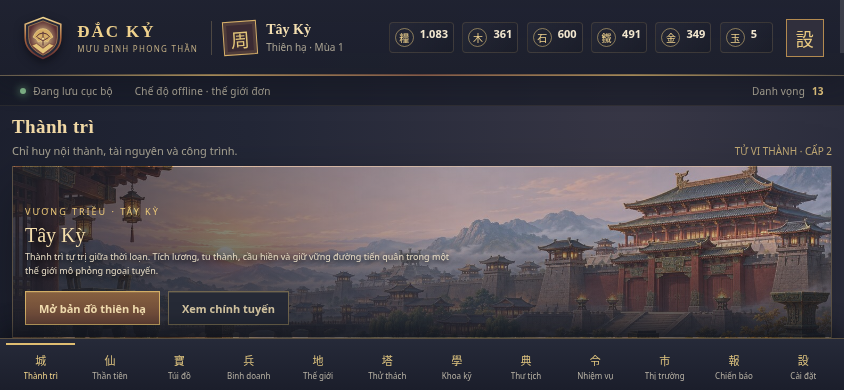 ĐẮC KỶ
MƯU ĐỊNH PHONG THẦN
周
Tây Kỳ
Thiên hạ · Mùa 1
糧 1.083
木 361
石 600
鐵 491
金 349
玉 5
設
Đang lưu cục bộ
Chế độ offline · thế giới đơn
Danh vọng 13
Thành trì
Chỉ huy nội thành, tài nguyên và công trình.
TỬ VI THÀNH · CẤP 2
VƯƠNG TRIỀU · TÂY KỲ
Tây Kỳ
Thành trì tự trị giữa thời loạn. Tích lương, tu thành, cầu hiền và giữ vững đường tiến quân trong một
thế giới mô phỏng ngoại tuyến.
Mở bản đồ thiên hạ
Xem chính tuyến
城 仙 寶 兵 地 塔 學 典 令 市 報 設
Thành trì Thần tiên Túi đồ Binh doanh Thế giới Thử thách Khoa kỹ Thư tịch Nhiệm vụ Thị trường Chiến báo Cài đặt